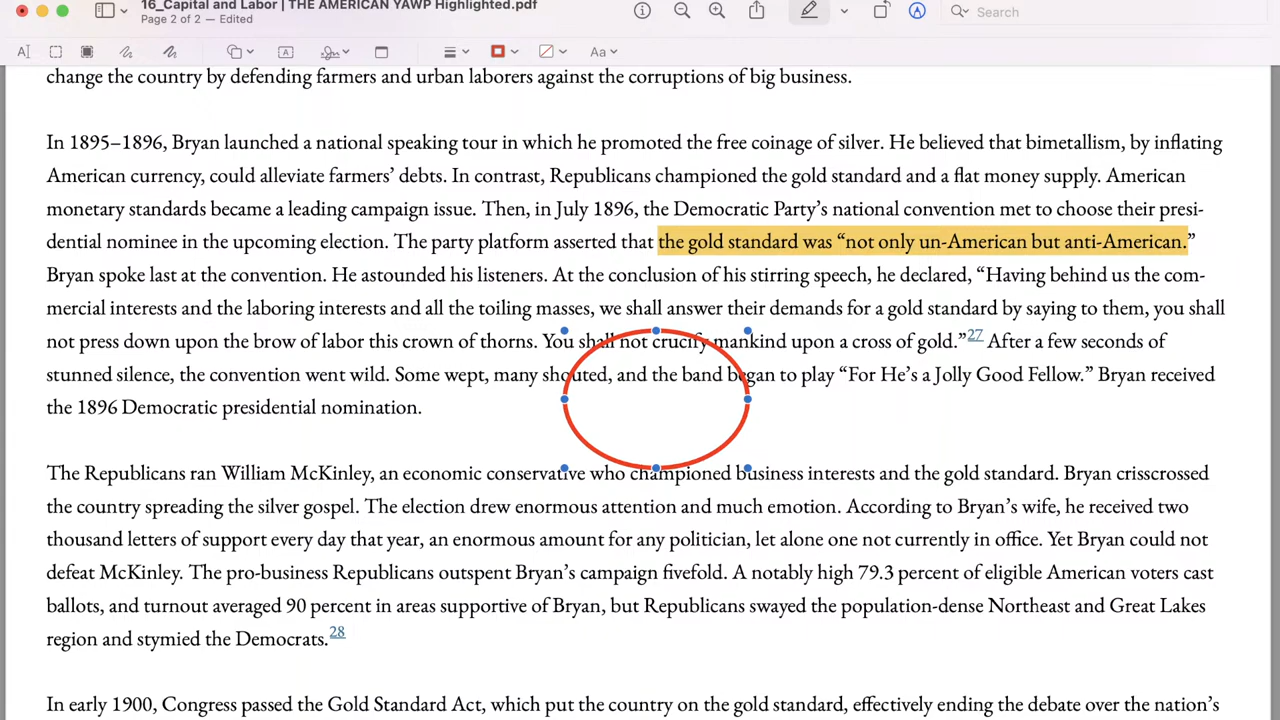 16_Capital and Labor | THE AMERICAN YAWP Highlighted.pdf
Page 2 of 2 — Edited
Search
A
Aa
change the country by defending farmers and urban laborers against the corruptions of big business.
In 1895–1896, Bryan launched a national speaking tour in which he promoted the free coinage of silver. He believed that bimetallism, by inflating
American currency, could alleviate farmers’ debts. In contrast, Republicans championed the gold standard and a flat money supply. American
monetary standards became a leading campaign issue. Then, in July 1896, the Democratic Party’s national convention met to choose their presi-
dential nominee in the upcoming election. The party platform asserted that the gold standard was “not only un-American but anti-American.”
Bryan spoke last at the convention. He astounded his listeners. At the conclusion of his stirring speech, he declared, “Having behind us the com-
mercial interests and the laboring interests and all the toiling masses, we shall answer their demands for a gold standard by saying to them, you shall
not press down upon the brow of labor this crown of thorns. You shall not crucify mankind upon a cross of gold.”27 After a few seconds of
stunned silence, the convention went wild. Some wept, many shouted, and the band began to play “For He’s a Jolly Good Fellow.” Bryan received
the 1896 Democratic presidential nomination.
The Republicans ran William McKinley, an economic conservative who championed business interests and the gold standard. Bryan crisscrossed
the country spreading the silver gospel. The election drew enormous attention and much emotion. According to Bryan’s wife, he received two
thousand letters of support every day that year, an enormous amount for any politician, let alone one not currently in office. Yet Bryan could not
defeat McKinley. The pro-business Republicans outspent Bryan’s campaign fivefold. A notably high 79.3 percent of eligible American voters cast
ballots, and turnout averaged 90 percent in areas supportive of Bryan, but Republicans swayed the population-dense Northeast and Great Lakes
region and stymied the Democrats.28
In early 1900, Congress passed the Gold Standard Act, which put the country on the gold standard, effectively ending the debate over the nation’s